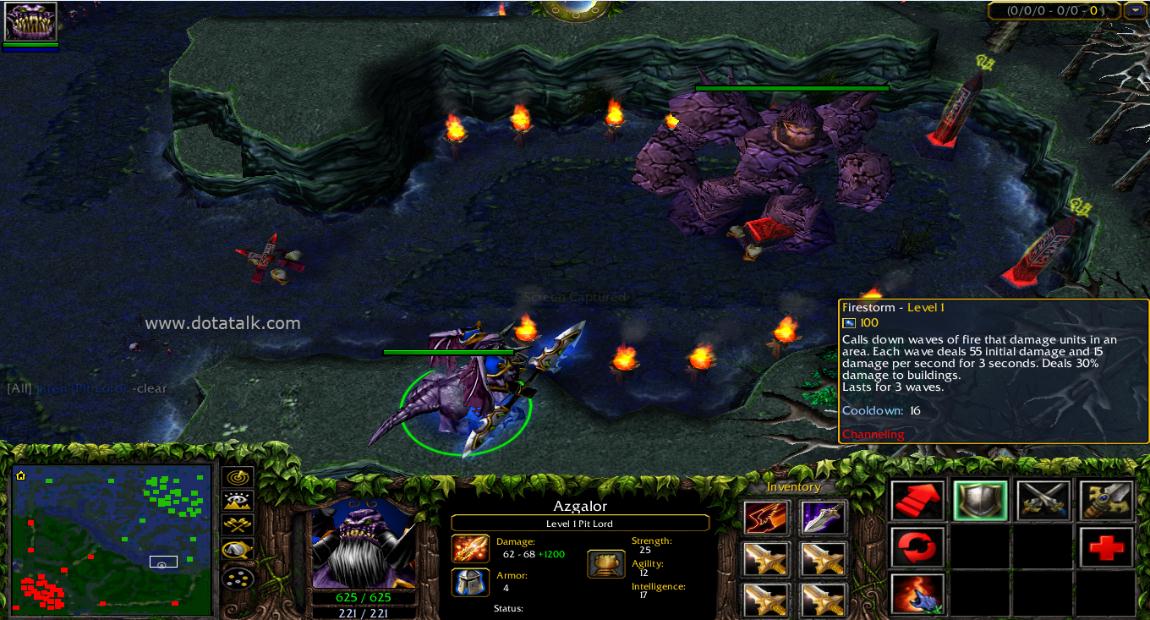 (0/0/0 - 0/0 - 0 )
Screen Captured
www.dotatalk.com
[All] -clear
Firestorm - Level 1
100
Calls down waves of fire that damage units in an
area. Each wave deals 55 initial damage and 15
damage per second for 3 seconds. Deals 30%
damage to buildings.
Lasts for 3 waves.
Cooldown: 16
Channeling
Inventory
Azgalor
Level 1 Pit Lord
Damage:
62 - 68 +1200
Armor:
4
Strength:
25
Agility:
12
Intelligence:
17
Status:
625 / 625
221 / 221